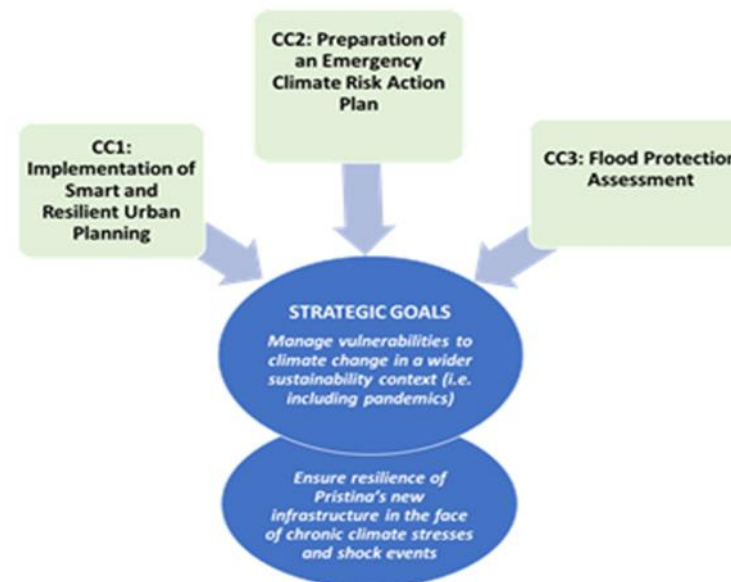 CC2: Preparation of
an Emergency
Climate Risk Action
Plan
CC1:
Implementation of
Smart and
Resilient Urban
Planning
CC3: Flood Protection
Assessment
STRATEGIC GOALS
Manage vulnerabilities to
climate change in a wider
sustainability context (i.e.
including pandemics)
Ensure resilience of
Pristina's new
infrastructure in the face
of chronic climate stresses
and shock events